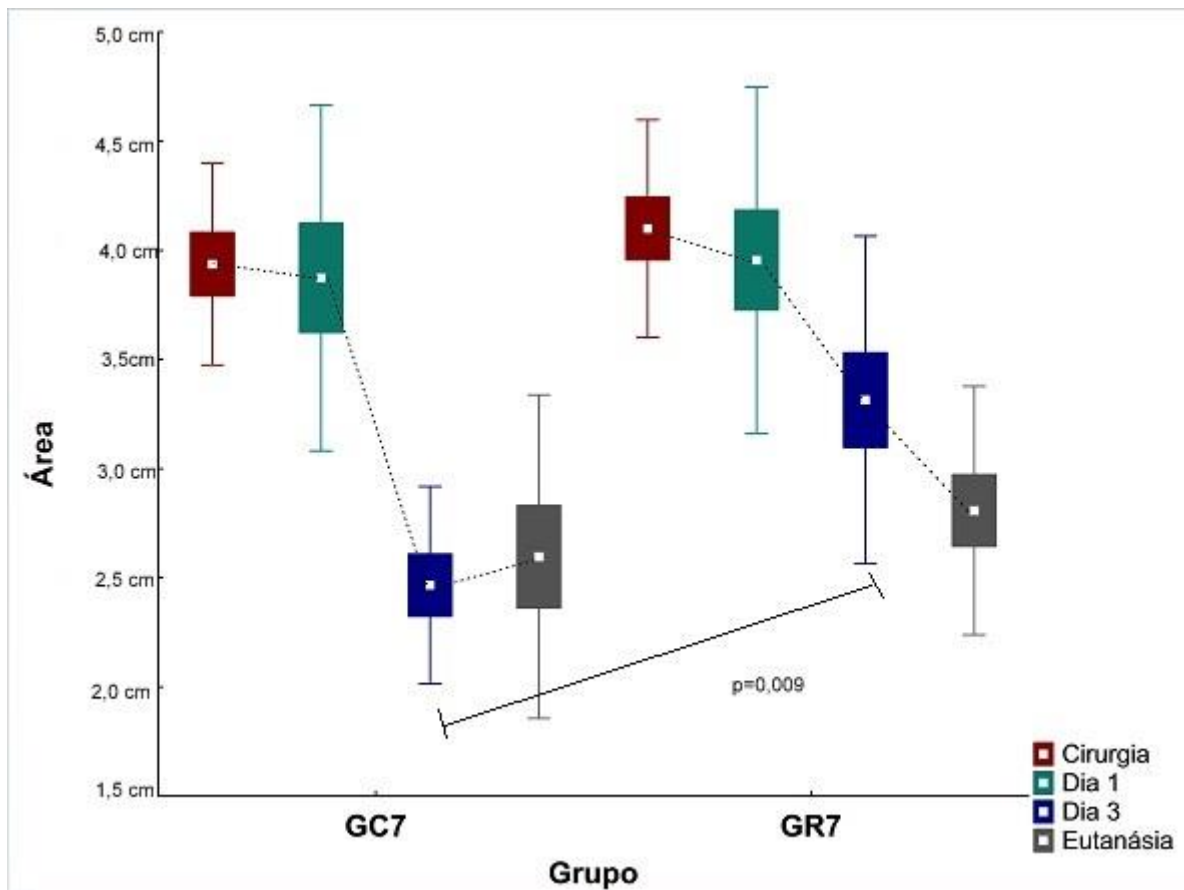 5,0 cm
4,5 cm
4,0 cm
3,5cm
3,0 cm
2,5 cm
2,0 cm
1,5 cm
Área
p=0,009
GC7
GR7
Grupo
Cirurgia
Dia 1
Dia 3
Eutanásia